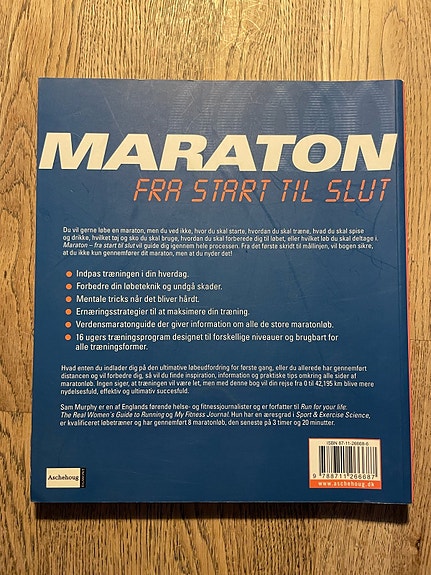 MARATON
FRA START TIL SLUT
Du vil gerne løbe en maraton, men du ved ikke, hvor du skal starte, hvordan du skal træne, hvad du skal spise
og drikke, hvilket tøj og sko du skal bruge, hvordan du skal forberede dig til løbet, eller hvilket løb du skal deltage i.
Maraton – fra start til slut vil guide dig igennem hele processen. Fra det første skridt til mållinjen, vil bogen sikre,
at du ikke kun gennemfører dit maraton, men at du nyder det!
Indpas træningen i din hverdag.
Forbedre din løbeteknik og undgå skader.
Mentale tricks når det bliver hårdt.
Ernæringsstrategier til at maksimere din træning.
Verdensmaratonguide der giver information om alle de store maratonløb.
16 ugers træningsprogram designet til forskellige niveauer og brugbart for
alle træningsformer.
Hvad enten du indlader dig på den ultimative løbeudfordring for første gang, eller du allerede har gennemført
distancen og vil forbedre dig, så vil du finde inspiration, information og praktiske tips omkring alle sider af
maratonløb. Ingen siger, at træningen vil være let, men med denne bog vil din rejse fra 0 til 42,195 km blive mere
nydelsesfuld, effektiv og ultimativ succesfuld.
Sam Murphy er en af Englands førende helse- og fitnessjournalister og er forfatter til Run for your life:
The Real Women's Guide to Running og My Fitness Journal. Hun har en æresgrad i Sport & Exercise Science,
er kvalificeret løbetræner og har gennemført 8 maratonløb, den seneste på 3 timer og 20 minutter.
ISBN 87-11-26668-6
9 788711 266687
www.aschehoug.dk
Aschehoug